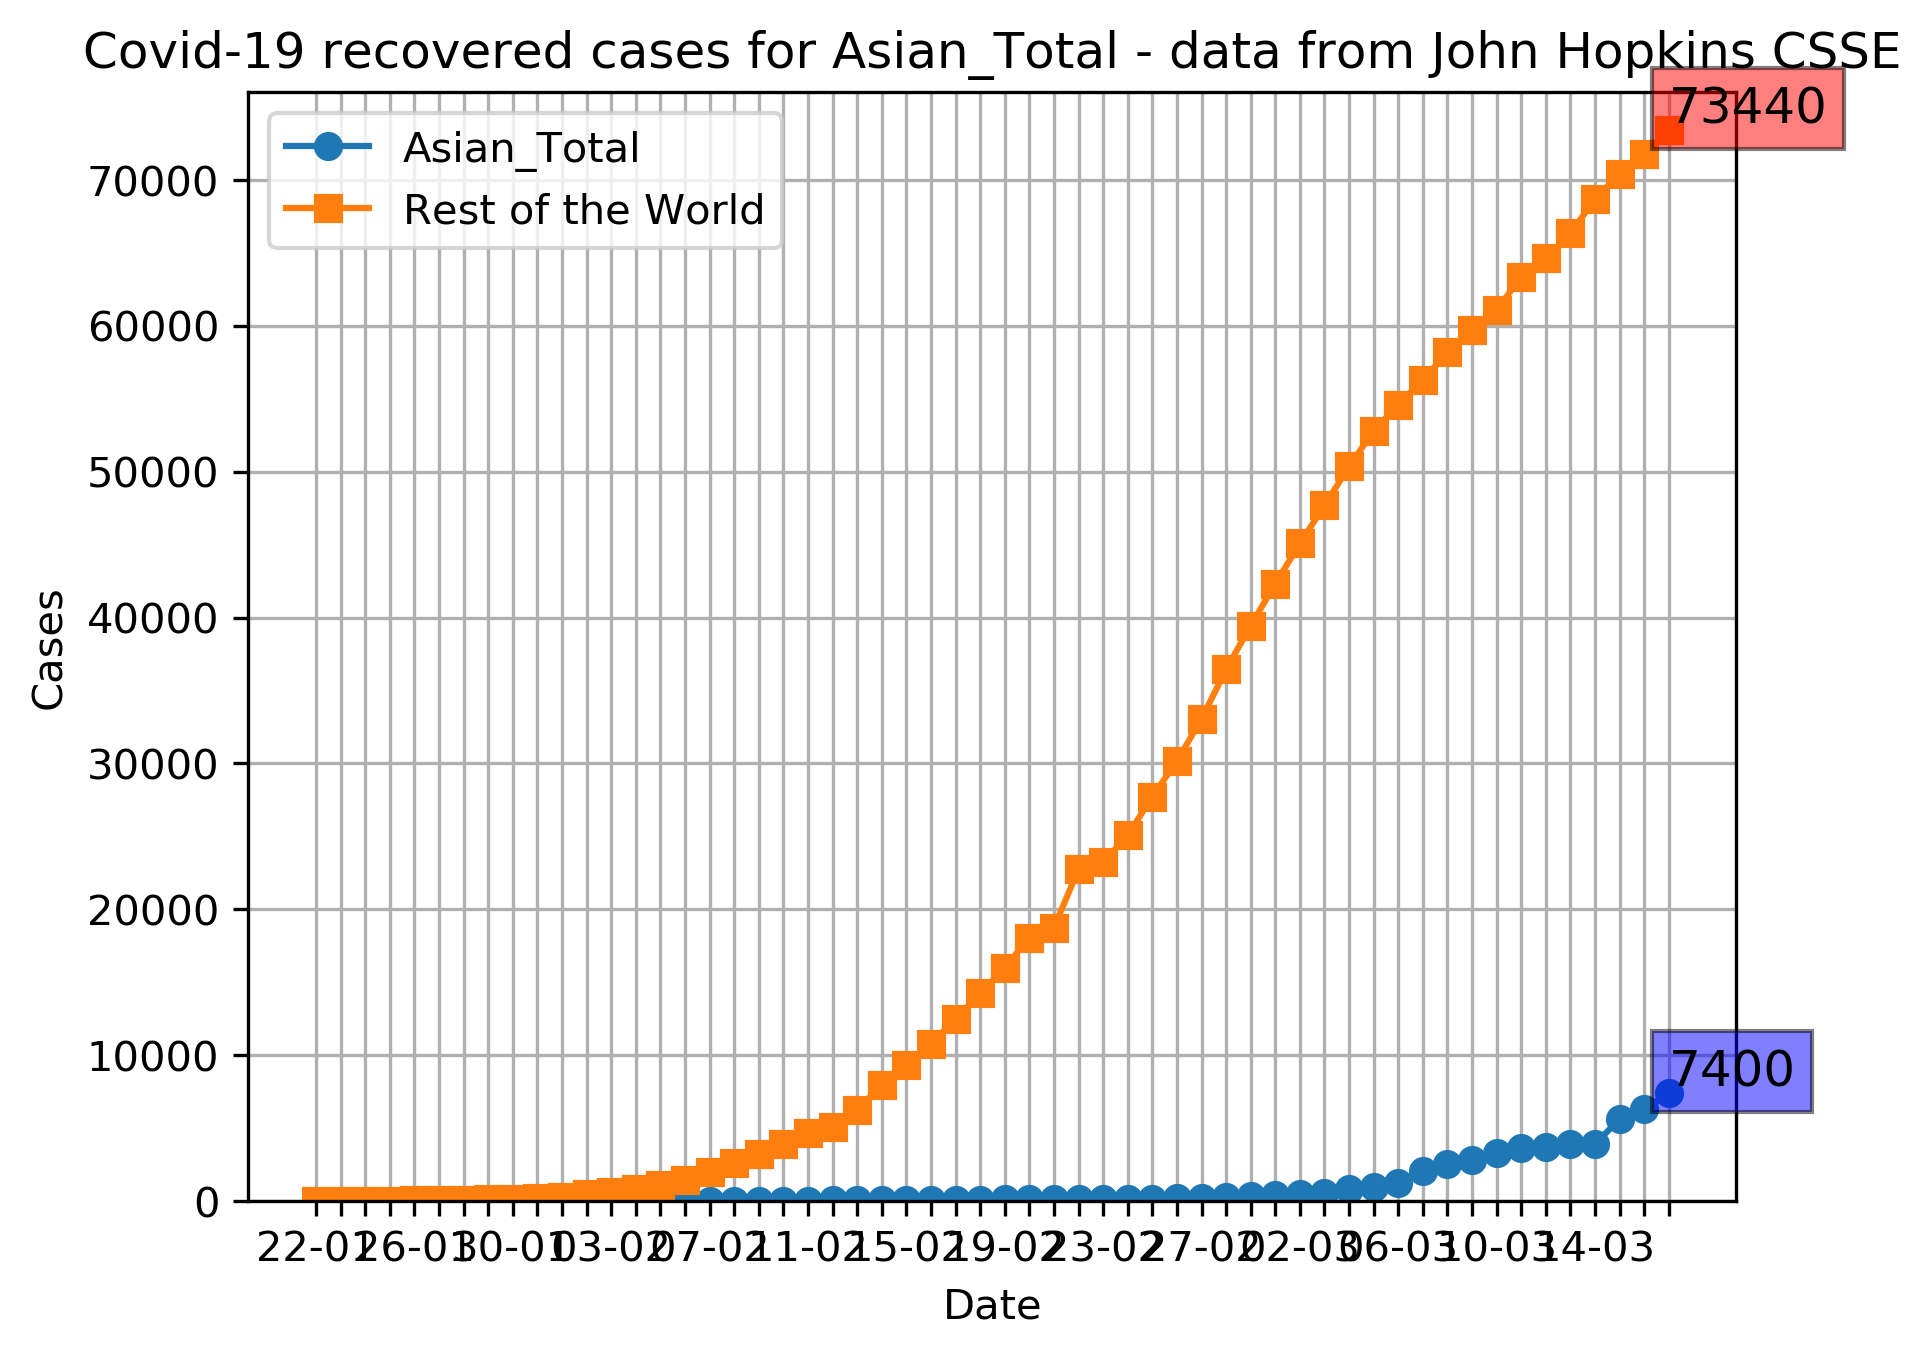 Covid-19 recovered cases for Asian_Total - data from John Hopkins CSSE
73440
Asian_Total
Rest of the World
70000
60000
50000
40000
30000
20000
10000
0
Cases
7400
22-01 26-01 30-01 03-02 07-02 11-02 15-02 19-02 23-02 27-02 02-03 06-03 10-03 14-03
Date